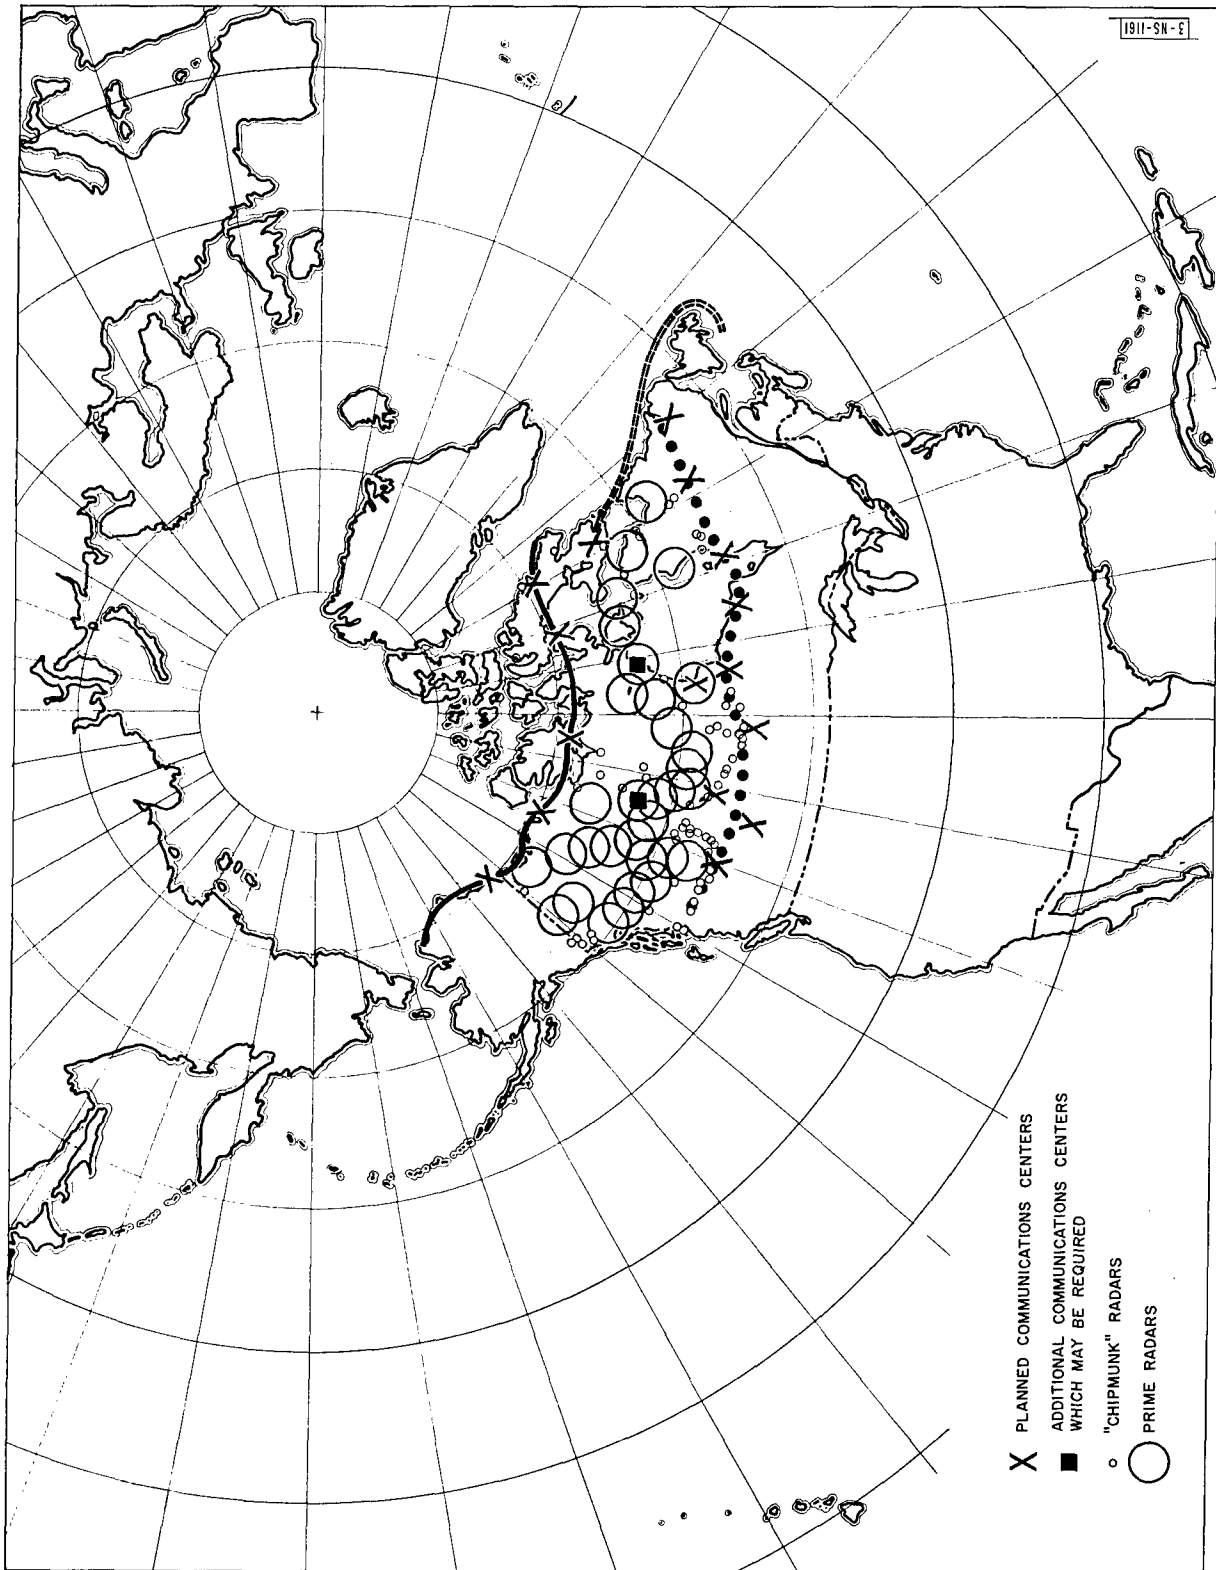 3-NS-1161
X PLANNED COMMUNICATIONS CENTERS
■ ADDITIONAL COMMUNICATIONS CENTERS
WHICH MAY BE REQUIRED
○ "CHIPMUNK" RADARS
◯ PRIME RADARS